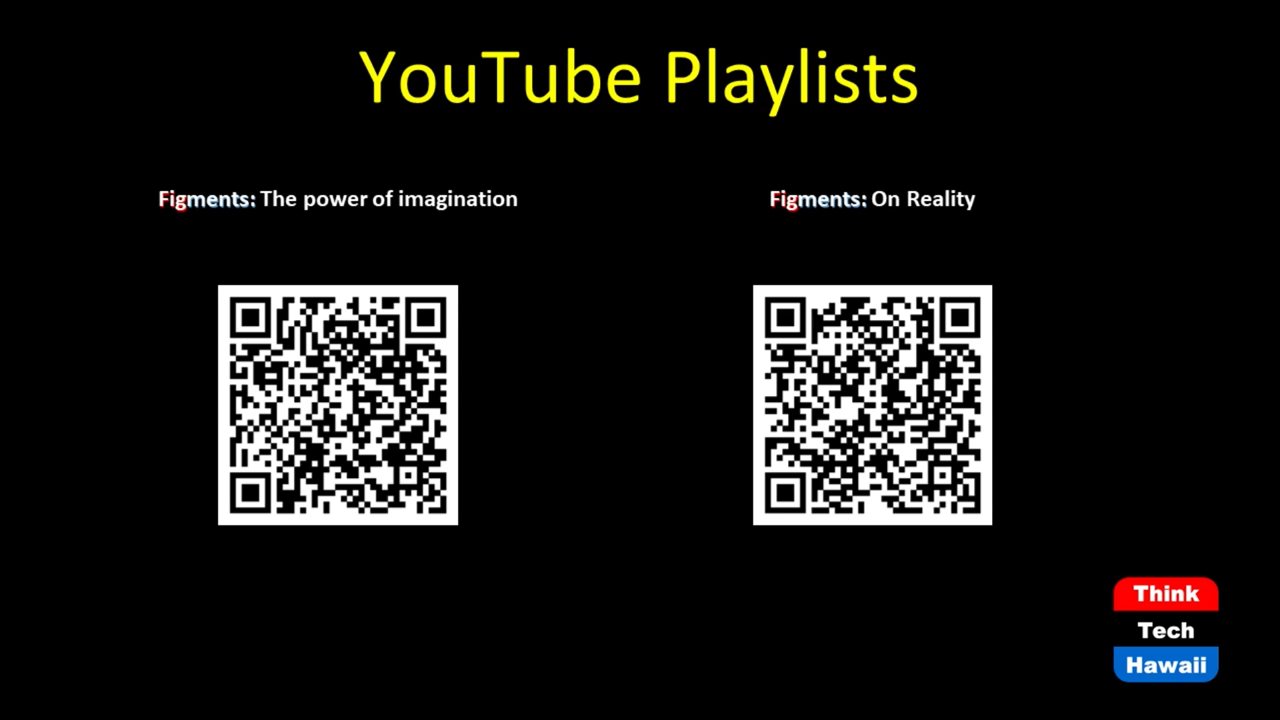 YouTube Playlists
Figments: The power of imagination
Figments: On Reality
Think
Tech
Hawaii